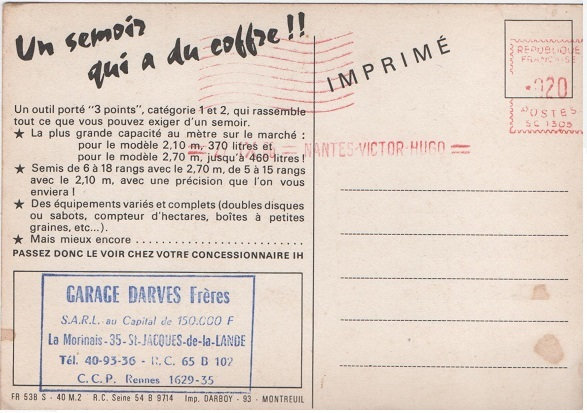 Un semoir
qui a du coffre !!
IMPRIMÉ
REPUBLIQUE
FRANCAISE
020
POSTES
SC 1303
Un outil porté "3 points", catégorie 1 et 2, qui rassemble
tout ce que vous pouvez exiger d'un semoir.
★ La plus grande capacité au mètre sur le marché :
pour le modèle 2,10 m, 370 litres et
pour le modèle 2,70 m, jusqu'à 460 litres !
NANTES-VICTOR-HUGO
★ Semis de 6 à 18 rangs avec le 2,70 m, de 5 à 15 rangs
avec le 2,10 m, avec une précision que l'on vous
enviera !
★ Des équipements variés et complets (doubles disques
ou sabots, compteur d'hectares, boîtes à petites
graines, etc...).
★ Mais mieux encore ........................
PASSEZ DONC LE VOIR CHEZ VOTRE CONCESSIONNAIRE IH
GARAGE DARVES Frères
S.A.R.L. au Capital de 150.000 F
La Morinais-35-St-JACQUES-de-la-LANDE
Tél. 40-93-36 - R.C. 65 B 102
C.C.P. Rennes 1629-35
FR 538 S - 40 M.2 R.C. Seine 54 B 9714 Imp. DARBOY - 93 - MONTREUIL